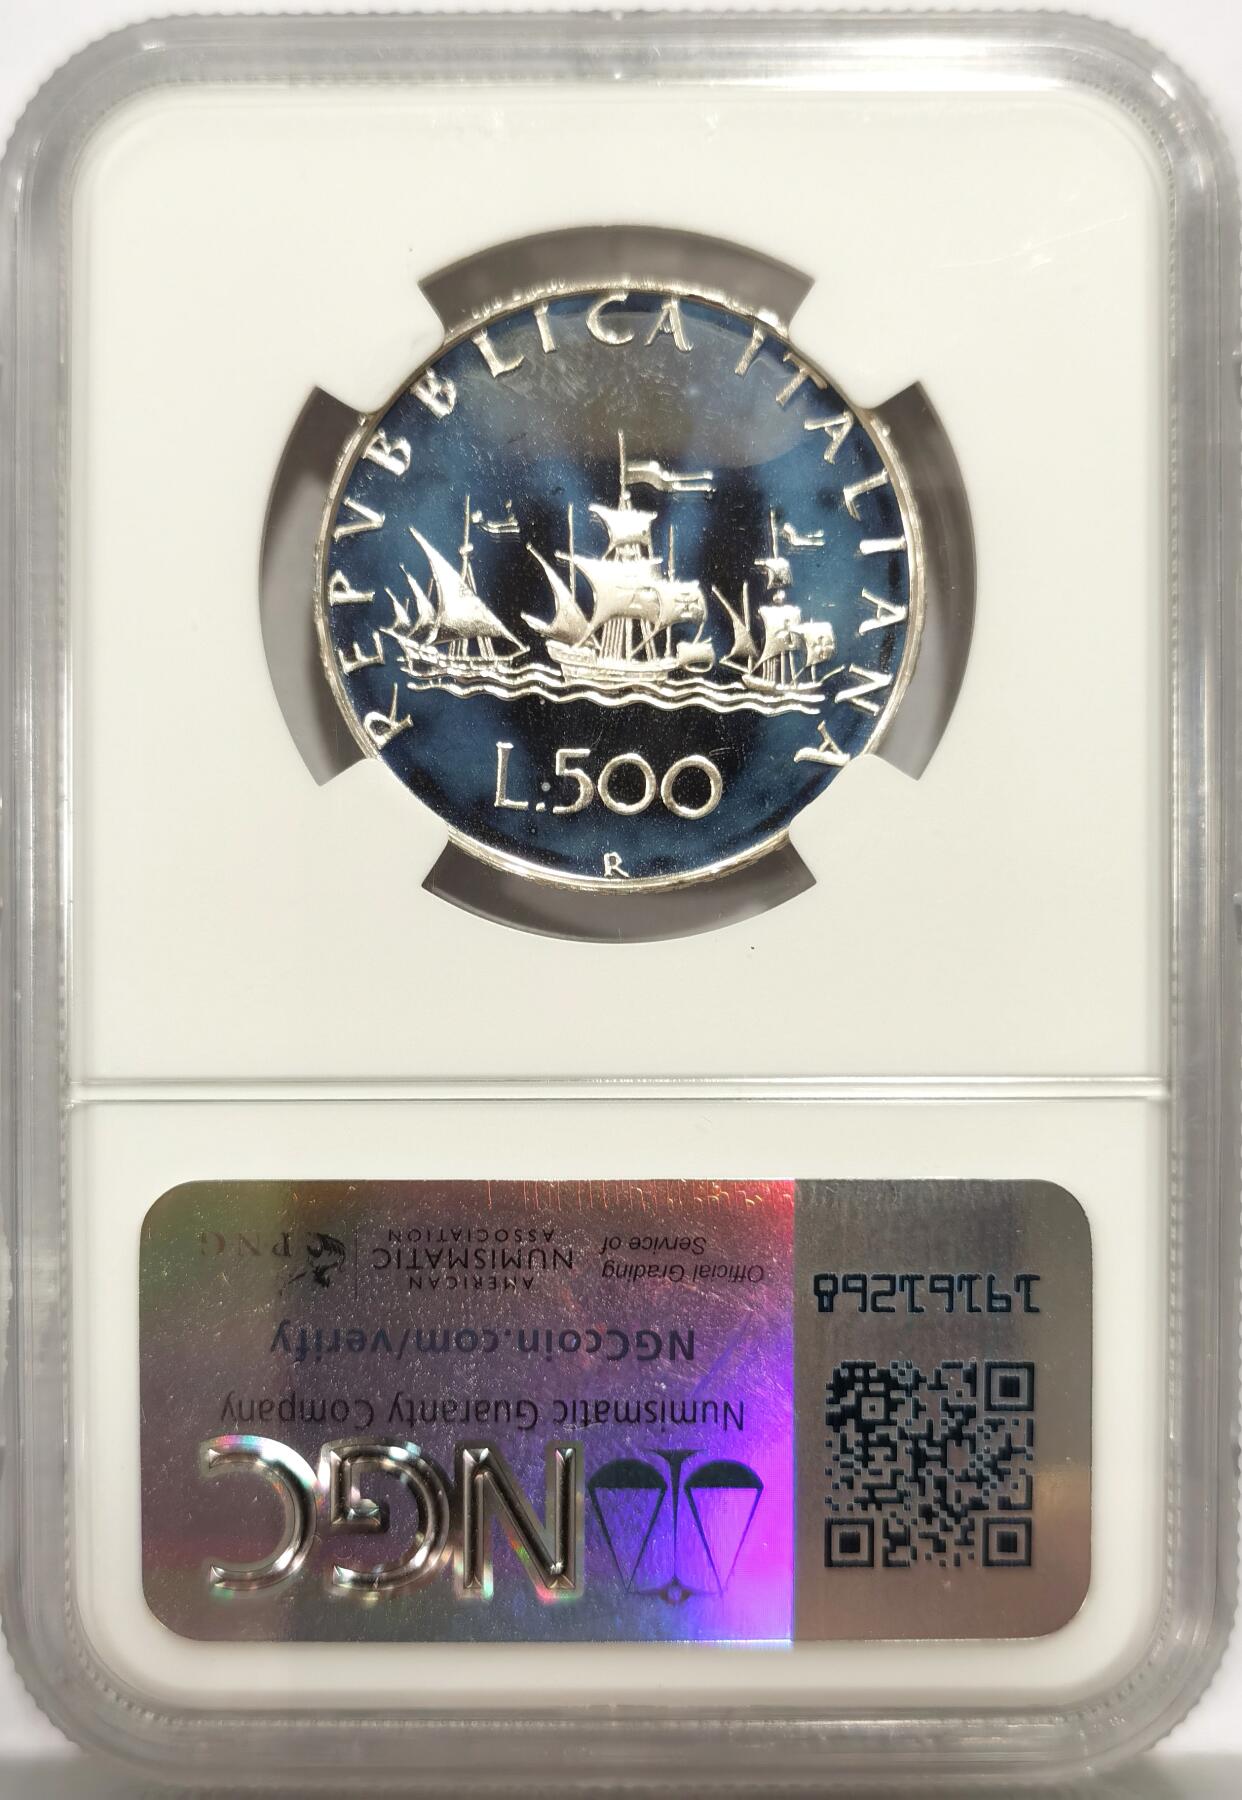 REPVBBLICA ITALIANA
L.500
R
NGC
Numismatic Guaranty Company
NGCcoin.com/verify
Official Grading
Service of
AMERICAN
NUMISMATIC
ASSOCIATION
PNG
19161268